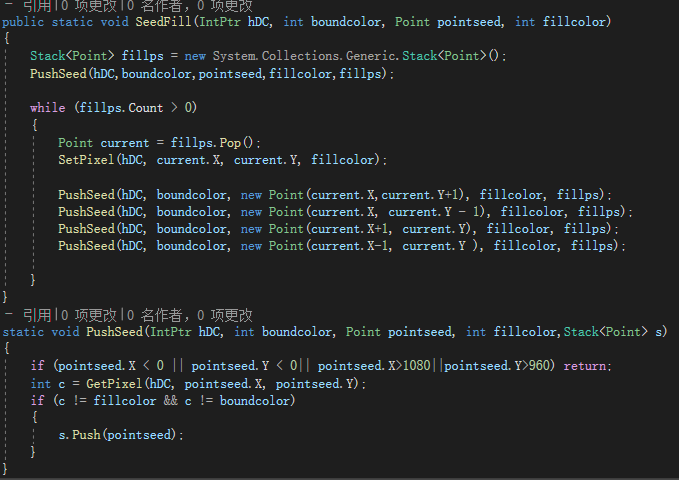 - 引用|0 项更改|0 名作者, 0 项更改
public static void SeedFill(IntPtr hDC, int boundcolor, Point pointseed, int fillcolor)
{
Stack<Point> fillps = new System.Collections.Generic.Stack<Point>();
PushSeed(hDC,boundcolor,pointseed,fillcolor,fillps);
while (fillps.Count > 0)
{
Point current = fillps.Pop();
SetPixel(hDC, current.X, current.Y, fillcolor);
PushSeed(hDC, boundcolor, new Point(current.X,current.Y+1), fillcolor, fillps);
PushSeed(hDC, boundcolor, new Point(current.X, current.Y - 1), fillcolor, fillps);
PushSeed(hDC, boundcolor, new Point(current.X+1, current.Y), fillcolor, fillps);
PushSeed(hDC, boundcolor, new Point(current.X-1, current.Y ), fillcolor, fillps);
}
}
- 引用|0 项更改|0 名作者, 0 项更改
static void PushSeed(IntPtr hDC, int boundcolor, Point pointseed, int fillcolor,Stack<Point> s)
{
if (pointseed.X < 0 || pointseed.Y < 0|| pointseed.X>1080||pointseed.Y>960) return;
int c = GetPixel(hDC, pointseed.X, pointseed.Y);
if (c != fillcolor && c != boundcolor)
{
s.Push(pointseed);
}
}